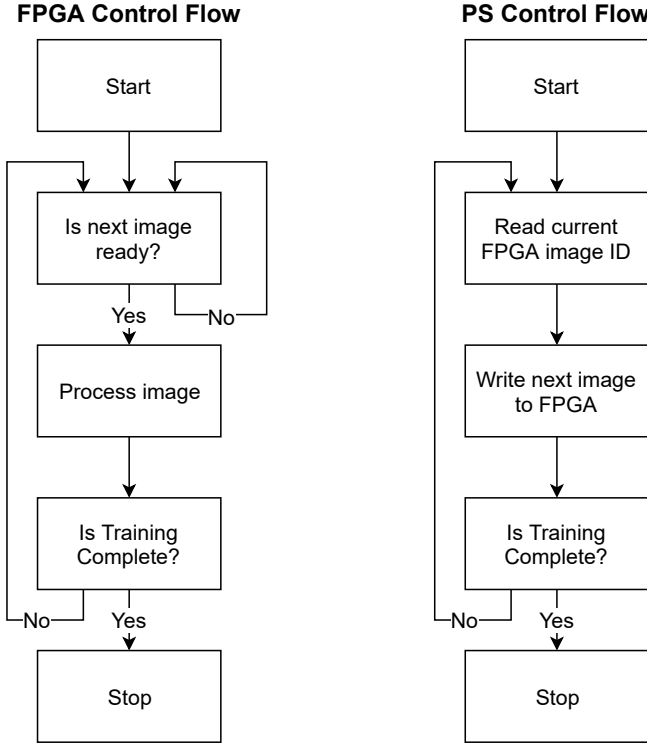 FPGA Control Flow
Start
Is next image
ready?
Yes
No
Process image
Is Training
Complete?
No
Yes
Stop
PS Control Flow
Start
Read current
FPGA image ID
Write next image
to FPGA
Is Training
Complete?
No
Yes
Stop